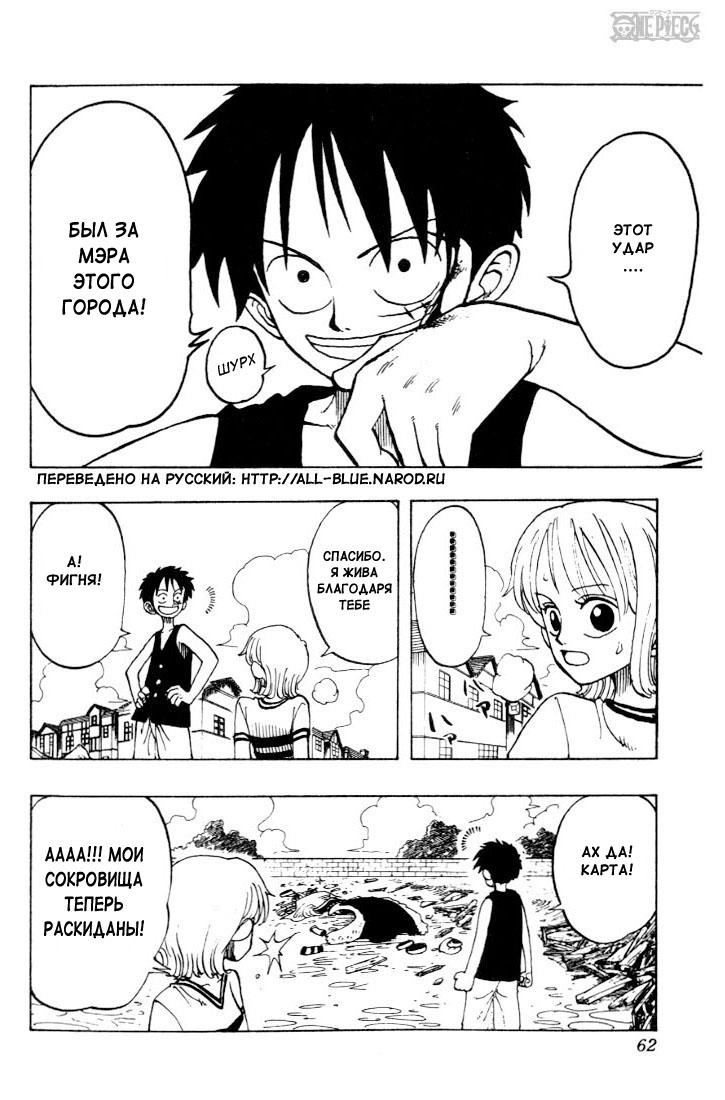 ONE PIECE
ЭТОТ
УДАР
....
БЫЛ ЗА
МЭРА
ЭТОГО
ГОРОДА!
ШУРХ
ПЕРЕВЕДЕНО НА РУССКИЙ: HTTP://ALL-BLUE.NAROD.RU
СПАСИБО.
Я ЖИВА
БЛАГОДАРЯ
ТЕБЕ
А!
ФИГНЯ!
АХ ДА!
КАРТА!
АААА!!! МОИ
СОКРОВИЩА
ТЕПЕРЬ
РАСКИДАНЫ!
62